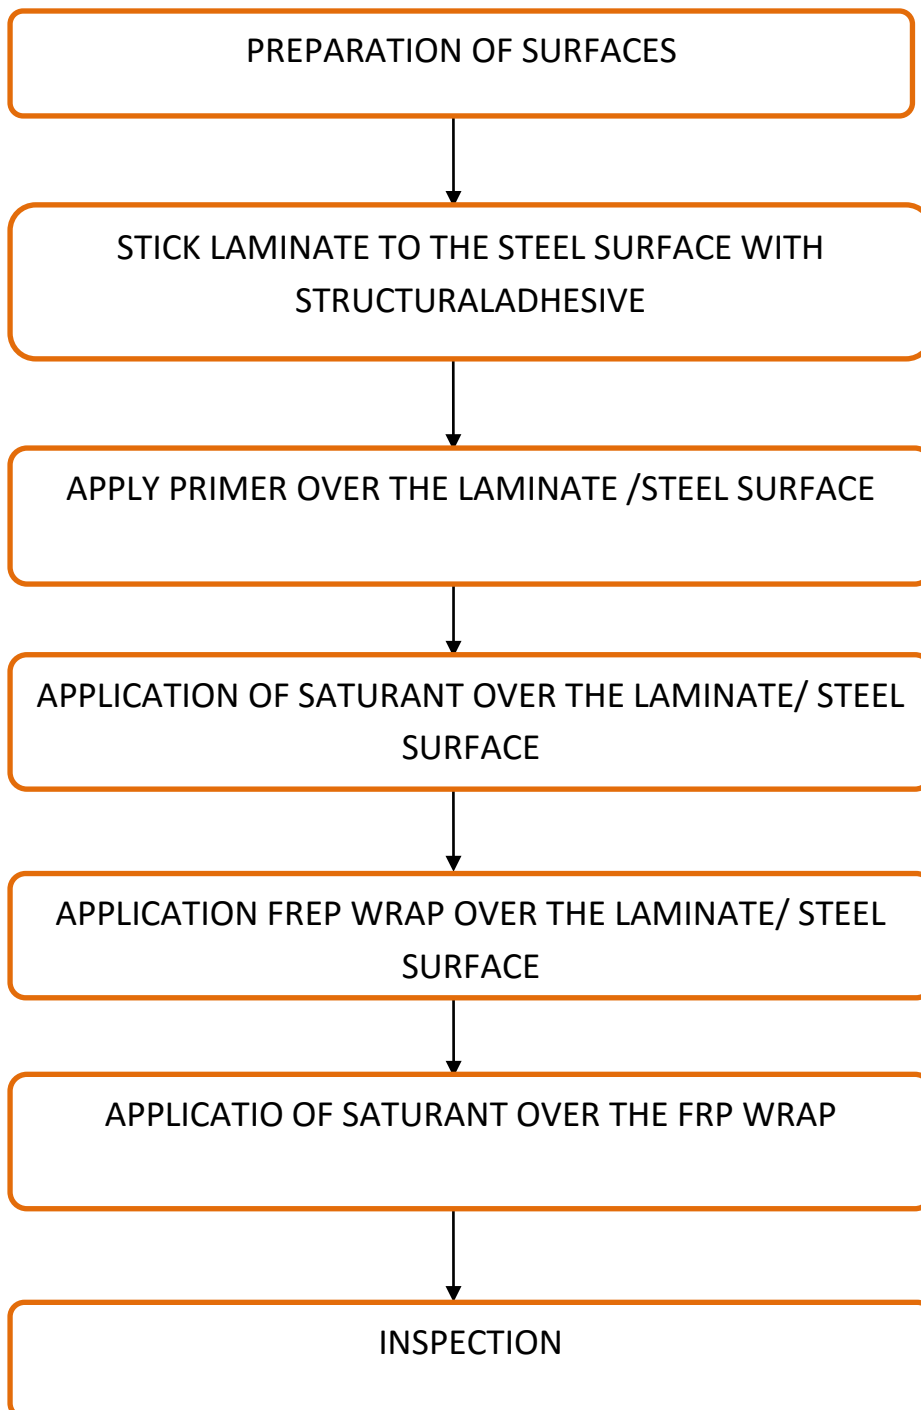 PREPARATION OF SURFACES
STICK LAMINATE TO THE STEEL SURFACE WITH
STRUCTURALADHESIVE
APPLY PRIMER OVER THE LAMINATE /STEEL SURFACE
APPLICATION OF SATURANT OVER THE LAMINATE/ STEEL
SURFACE
APPLICATION FREP WRAP OVER THE LAMINATE/ STEEL
SURFACE
APPLICATIO OF SATURANT OVER THE FRP WRAP
INSPECTION